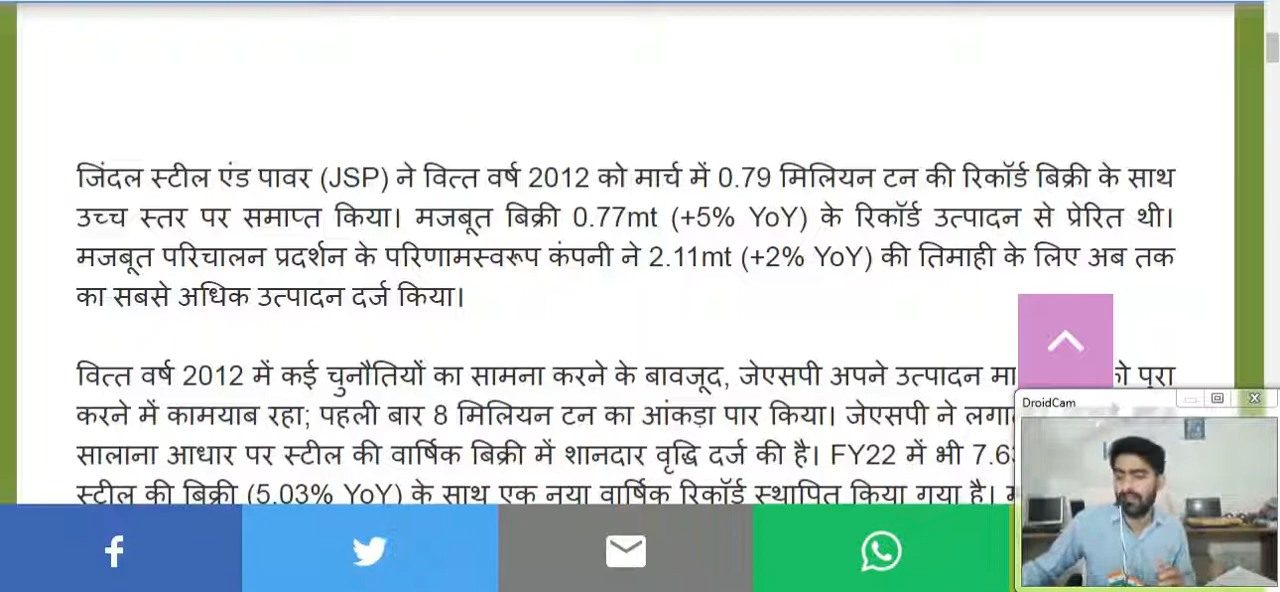 जिंदल स्टील एंड पावर (JSP) ने वित्त वर्ष 2012 को मार्च में 0.79 मिलियन टन की रिकॉर्ड बिक्री के साथ
उच्च स्तर पर समाप्त किया। मजबूत बिक्री 0.77mt (+5% YoY) के रिकॉर्ड उत्पादन से प्रेरित थी।
मजबूत परिचालन प्रदर्शन के परिणामस्वरूप कंपनी ने 2.11mt (+2% YoY) की तिमाही के लिए अब तक
का सबसे अधिक उत्पादन दर्ज किया।
वित्त वर्ष 2012 में कई चुनौतियों का सामना करने के बावजूद, जेएसपी अपने उत्पादन को पूरा
करने में कामयाब रहा; पहली बार 8 मिलियन टन का आंकड़ा पार किया। जेएसपी ने
सालाना आधार पर स्टील की वार्षिक बिक्री में शानदार वृद्धि दर्ज की है। FY22 में भी
स्टील की बिक्री (5.03% YoY) के साथ एक नया वार्षिक रिकॉर्ड स्थापित किया गया है।
DroidCam